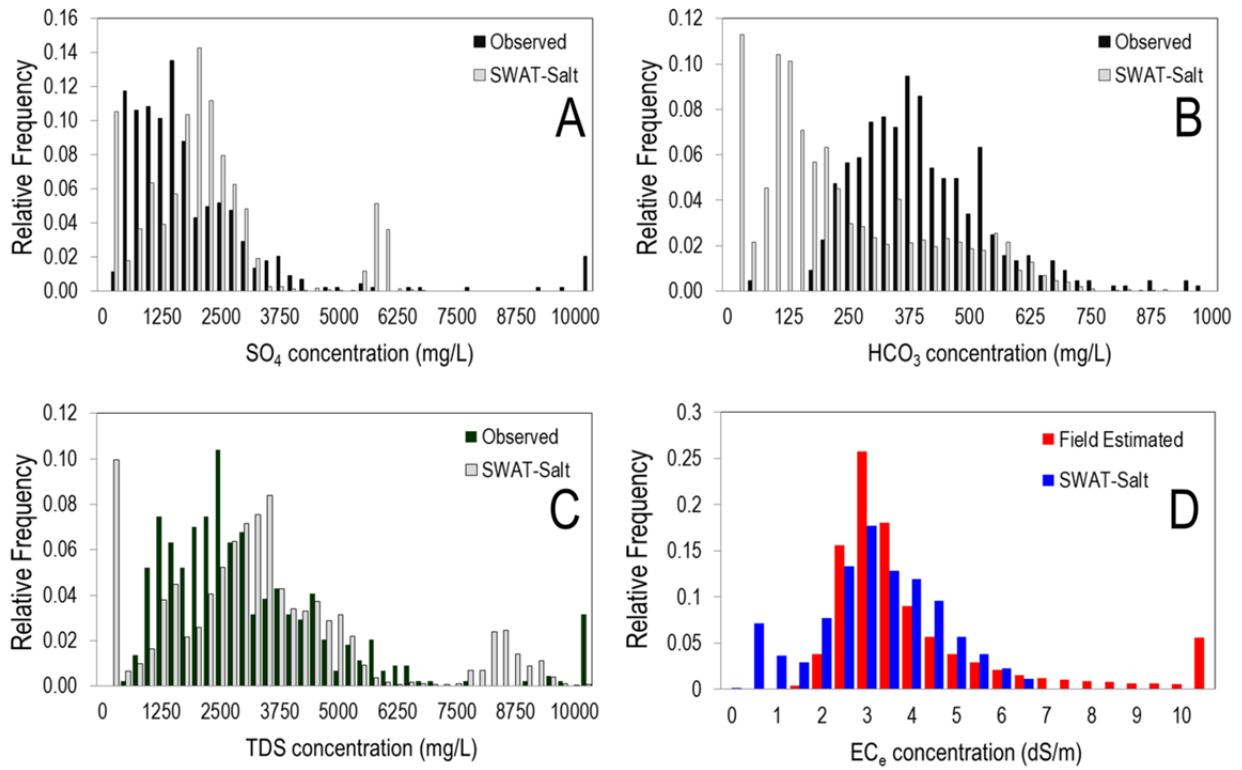 0.16
0.14
0.12
0.10
0.08
0.06
0.04
0.02
0.00
Relative Frequency
Observed
SWAT-Salt
A
0 1250 2500 3750 5000 6250 7500 8750 10000
SO4 concentration (mg/L)
0.12
0.10
0.08
0.06
0.04
0.02
0.00
Relative Frequency
Observed
SWAT-Salt
B
0 125 250 375 500 625 750 875 1000
HCO3 concentration (mg/L)
0.12
0.10
0.08
0.06
0.04
0.02
0.00
Relative Frequency
Observed
SWAT-Salt
C
0 1250 2500 3750 5000 6250 7500 8750 10000
TDS concentration (mg/L)
0.3
0.25
0.2
0.15
0.1
0.05
0
Relative Frequency
Field Estimated
SWAT-Salt
D
0 1 2 3 4 5 6 7 8 9 10
ECe concentration (dS/m)